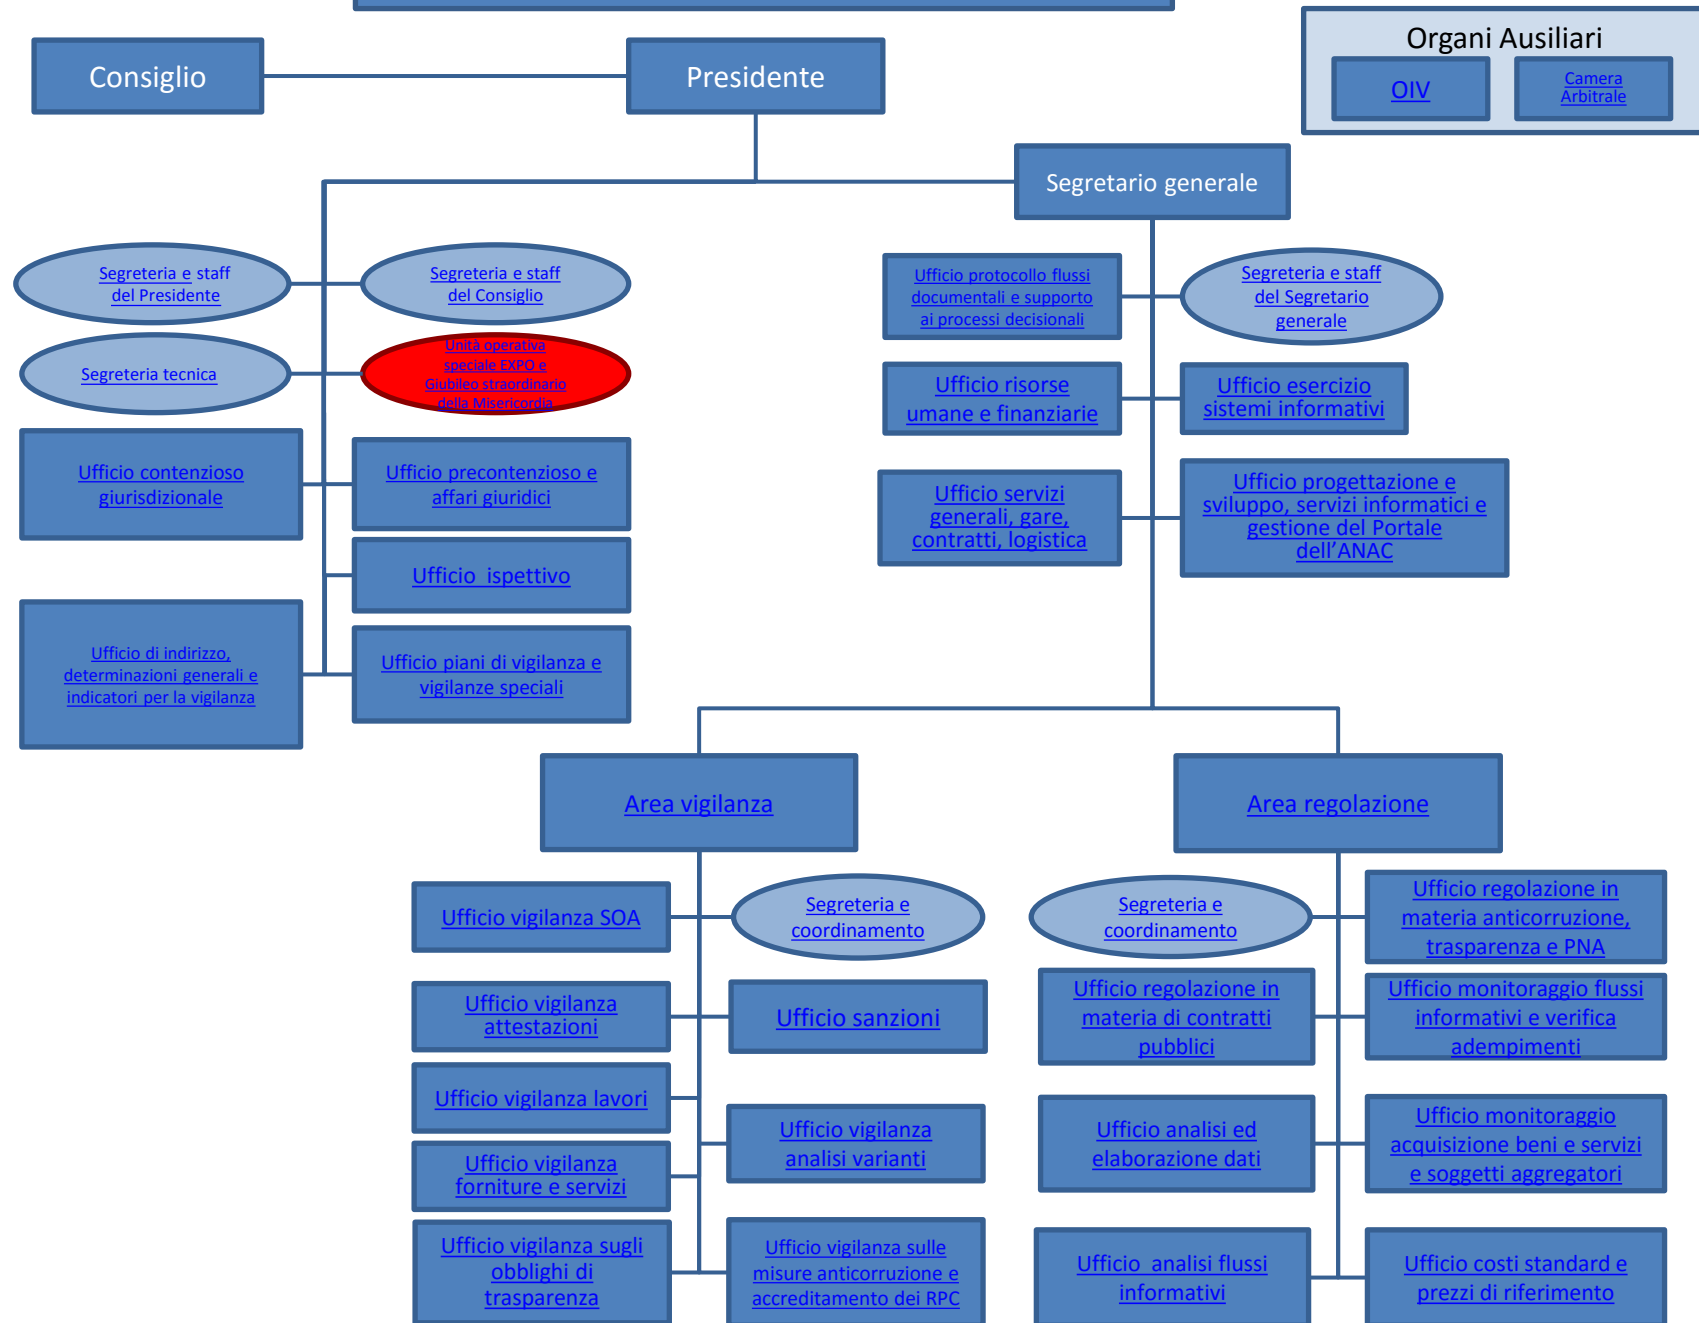 Organi Ausiliari
OIV
Camera
Arbitrale
Consiglio
Presidente
Segretario generale
Segreteria e staff
del Presidente
Segreteria e staff
del Consiglio
Segreteria tecnica
Unità operativa
speciale EXPO e
Giubileo straordinario
della Misericordia
Ufficio contenzioso
giurisdizionale
Ufficio precontenzioso e
affari giuridici
Ufficio  ispettivo
Ufficio di indirizzo,
determinazioni generali e
indicatori per la vigilanza
Ufficio piani di vigilanza e
vigilanze speciali
Ufficio protocollo flussi
documentali e supporto
ai processi decisionali
Segreteria e staff
del Segretario
generale
Ufficio risorse
umane e finanziarie
Ufficio esercizio
sistemi informativi
Ufficio servizi
generali, gare,
contratti, logistica
Ufficio progettazione e
sviluppo, servizi informatici e
gestione del Portale
dell’ANAC
Area vigilanza
Area regolazione
Ufficio vigilanza SOA
Segreteria e
coordinamento
Ufficio vigilanza
attestazioni
Ufficio sanzioni
Ufficio vigilanza lavori
Ufficio vigilanza
analisi varianti
Ufficio vigilanza
forniture e servizi
Ufficio vigilanza sugli
obblighi di
trasparenza
Ufficio vigilanza sulle
misure anticorruzione e
accreditamento dei RPC
Segreteria e
coordinamento
Ufficio regolazione in
materia anticorruzione,
trasparenza e PNA
Ufficio regolazione in
materia di contratti
pubblici
Ufficio monitoraggio flussi
informativi e verifica
adempimenti
Ufficio analisi ed
elaborazione dati
Ufficio monitoraggio
acquisizione beni e servizi
e soggetti aggregatori
Ufficio  analisi flussi
informativi
Ufficio costi standard e
prezzi di riferimento